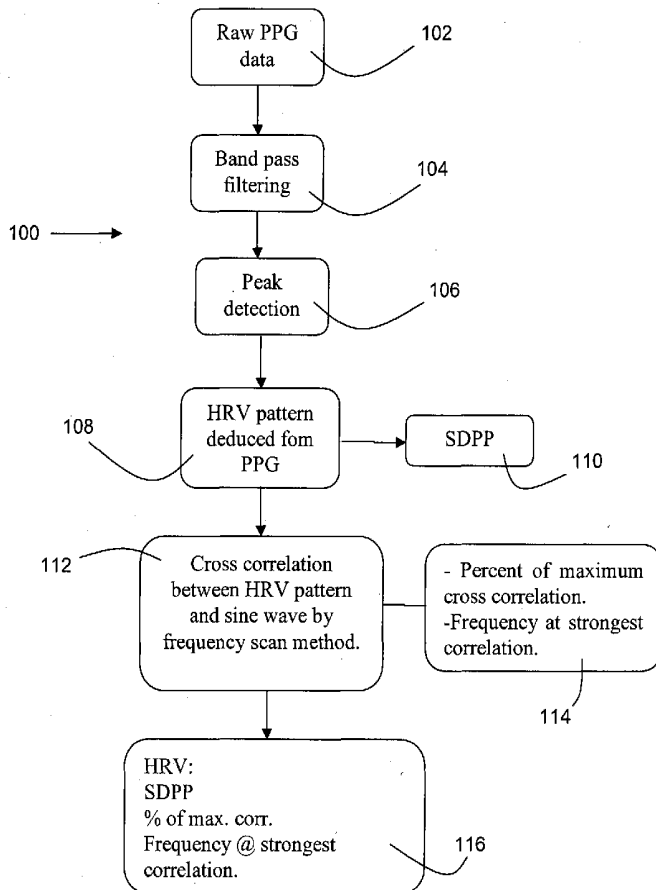 Raw PPG
data
102
Band pass
filtering
104
100
Peak
detection
106
HRV pattern
deduced fom
PPG
108
SDPP
110
112
Cross correlation
between HRV pattern
and sine wave by
frequency scan method.
- Percent of maximum
cross correlation.
-Frequency at strongest
correlation.
114
HRV:
SDPP
% of max. corr.
Frequency @ strongest
correlation.
116